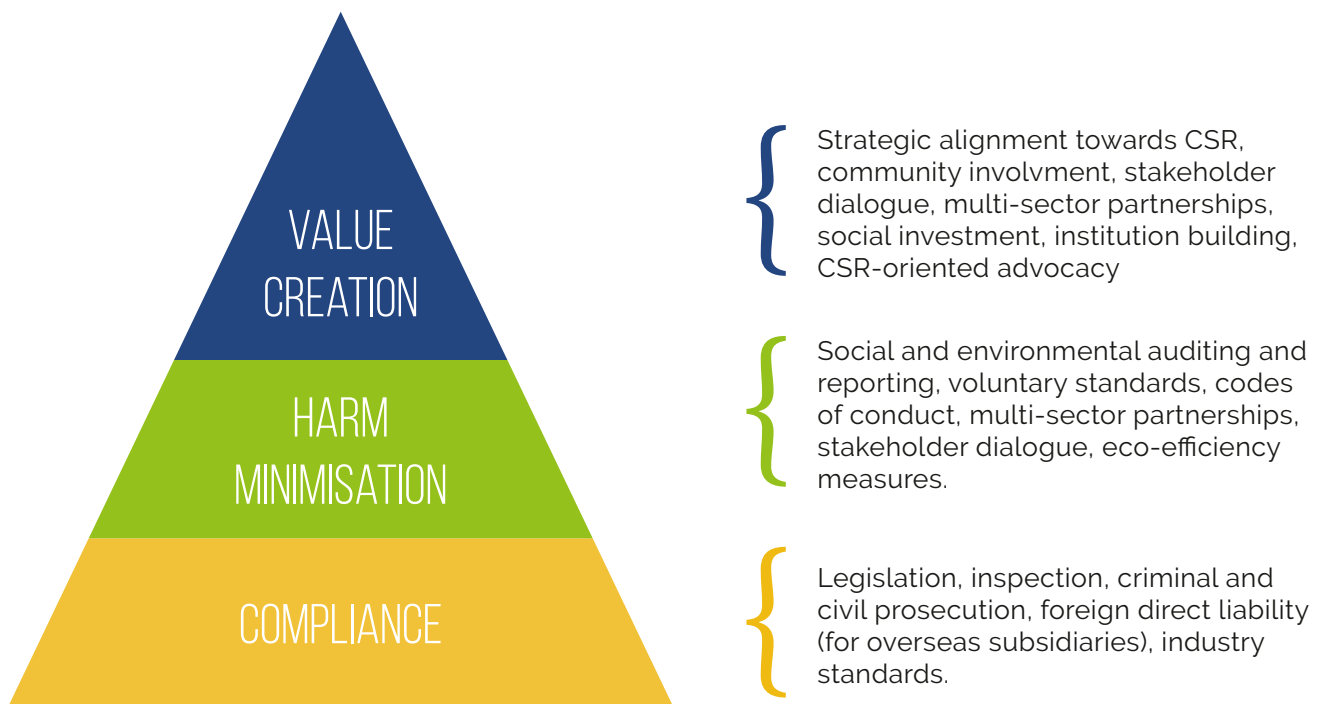 VALUE
CREATION
Strategic alignment towards CSR,
community involvment, stakeholder
dialogue, multi-sector partnerships,
social investment, institution building,
CSR-oriented advocacy
HARM
MINIMISATION
Social and environmental auditing and
reporting, voluntary standards, codes
of conduct, multi-sector partnerships,
stakeholder dialogue, eco-efficiency
measures.
COMPLIANCE
Legislation, inspection, criminal and
civil prosecution, foreign direct liability
(for overseas subsidiaries), industry
standards.